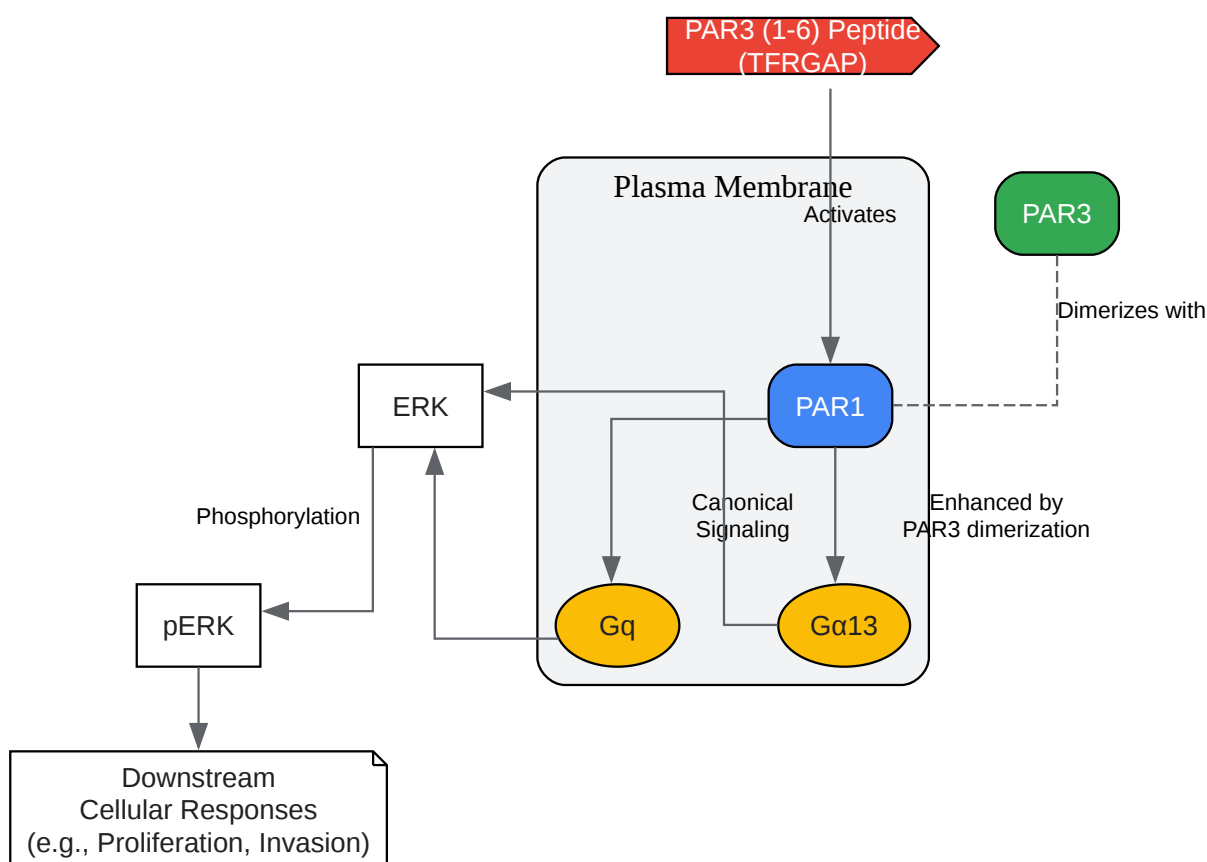 PAR3 (1-6) Peptide
(TFRGAP)
Plasma Membrane
Activates
PAR3
Dimerizes with
ERK
PAR1
Canonical
Signaling
Enhanced by
PAR3 dimerization
Phosphorylation
pERK
Gq
Gα13
Downstream
Cellular Responses
(e.g., Proliferation, Invasion)